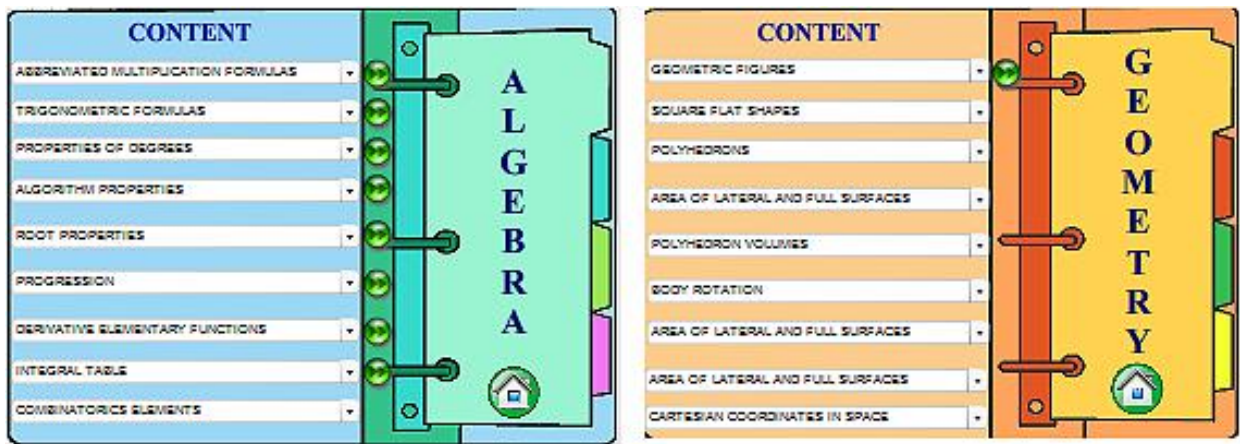 CONTENT
ABBREVIATED MULTIPLICATION FORMULAS
TRIGONOMETRIC FORMULAS
PROPERTIES OF DEGREES
ALGORITHM PROPERTIES
ROOT PROPERTIES
PROGRESSION
DERIVATIVE ELEMENTARY FUNCTIONS
INTEGRAL TABLE
COMBINATORICS ELEMENTS
ALGEBRA
CONTENT
GEOMETRIC FIGURES
SQUARE FLAT SHAPES
POLYHEDRONS
AREA OF LATERAL AND FULL SURFACES
POLYHEDRON VOLUMES
BODY ROTATION
AREA OF LATERAL AND FULL SURFACES
AREA OF LATERAL AND FULL SURFACES
CARTESIAN COORDINATES IN SPACE
GEOMETRY